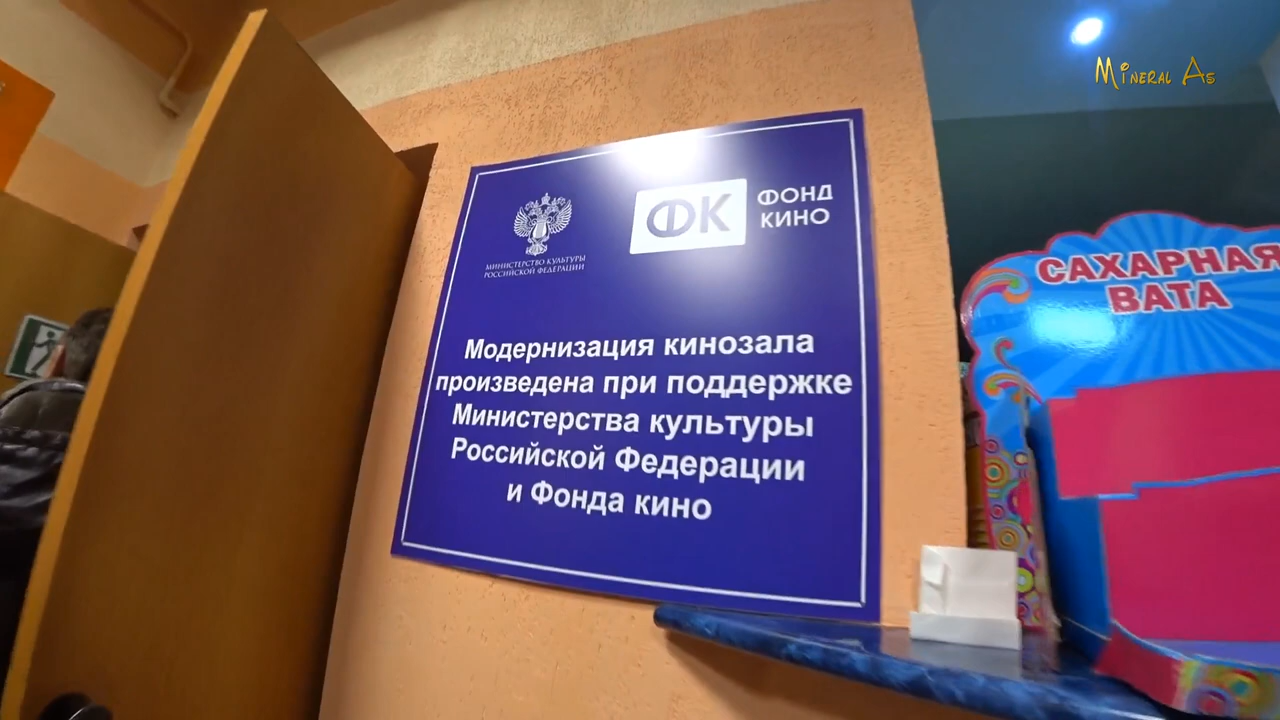 Mineral As
МИНИСТЕРСТВО КУЛЬТУРЫ
РОССИЙСКОЙ ФЕДЕРАЦИИ
ФК
ФОНД
КИНО
Модернизация кинозала
произведена при поддержке
Министерства культуры
Российской Федерации
и Фонда кино
САХАРНАЯ
ВАТА